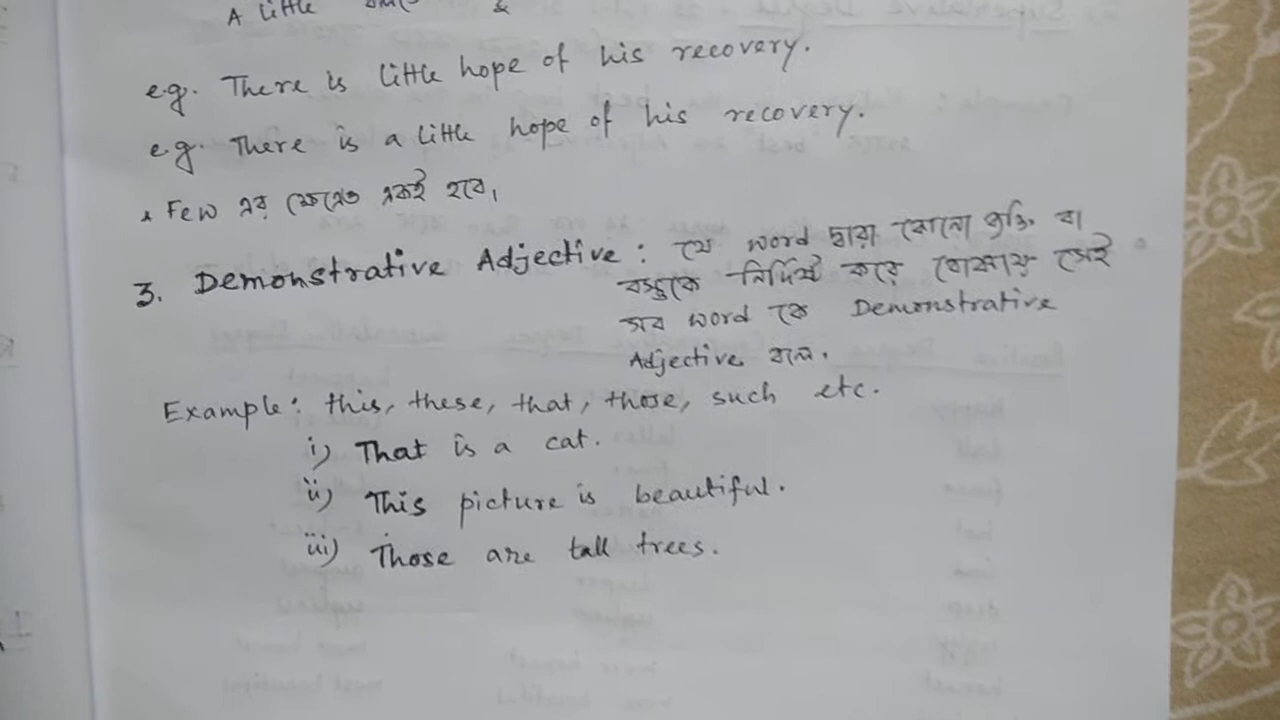 A little
e.g. There is little hope of his recovery.
e.g. There is a little hope of his recovery.
* Few এর ক্ষেত্রেও একই হবে।
3. Demonstrative Adjective : যে word দ্বারা কোনো ব্যক্তি বা
বস্তুকে নির্দিষ্ট করে বোঝায় সেই
সব word কে Demonstrative
Adjective বলে.
Example: this, these, that, those, such etc.
i) That is a cat.
ii) This picture is beautiful.
iii) Those are tall trees.